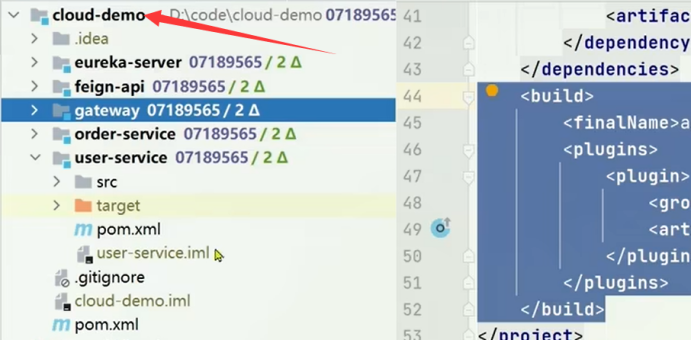 cloud-demo D:\code\cloud-demo 07189565
.idea
eureka-server 07189565 / 2 Δ
feign-api 07189565 / 2 Δ
gateway 07189565 / 2 Δ
order-service 07189565 / 2 Δ
user-service 07189565 / 2 Δ
src
target
pom.xml
user-service.iml
.gitignore
cloud-demo.iml
pom.xml
41 <artifac
42 </dependency
43 </dependencies>
44 <build>
45 <finalName>a
46 <plugins>
47 <plugin>
48 <gro
49 <art
50 </plugin
51 </plugins>
52 </build>
53 </project>